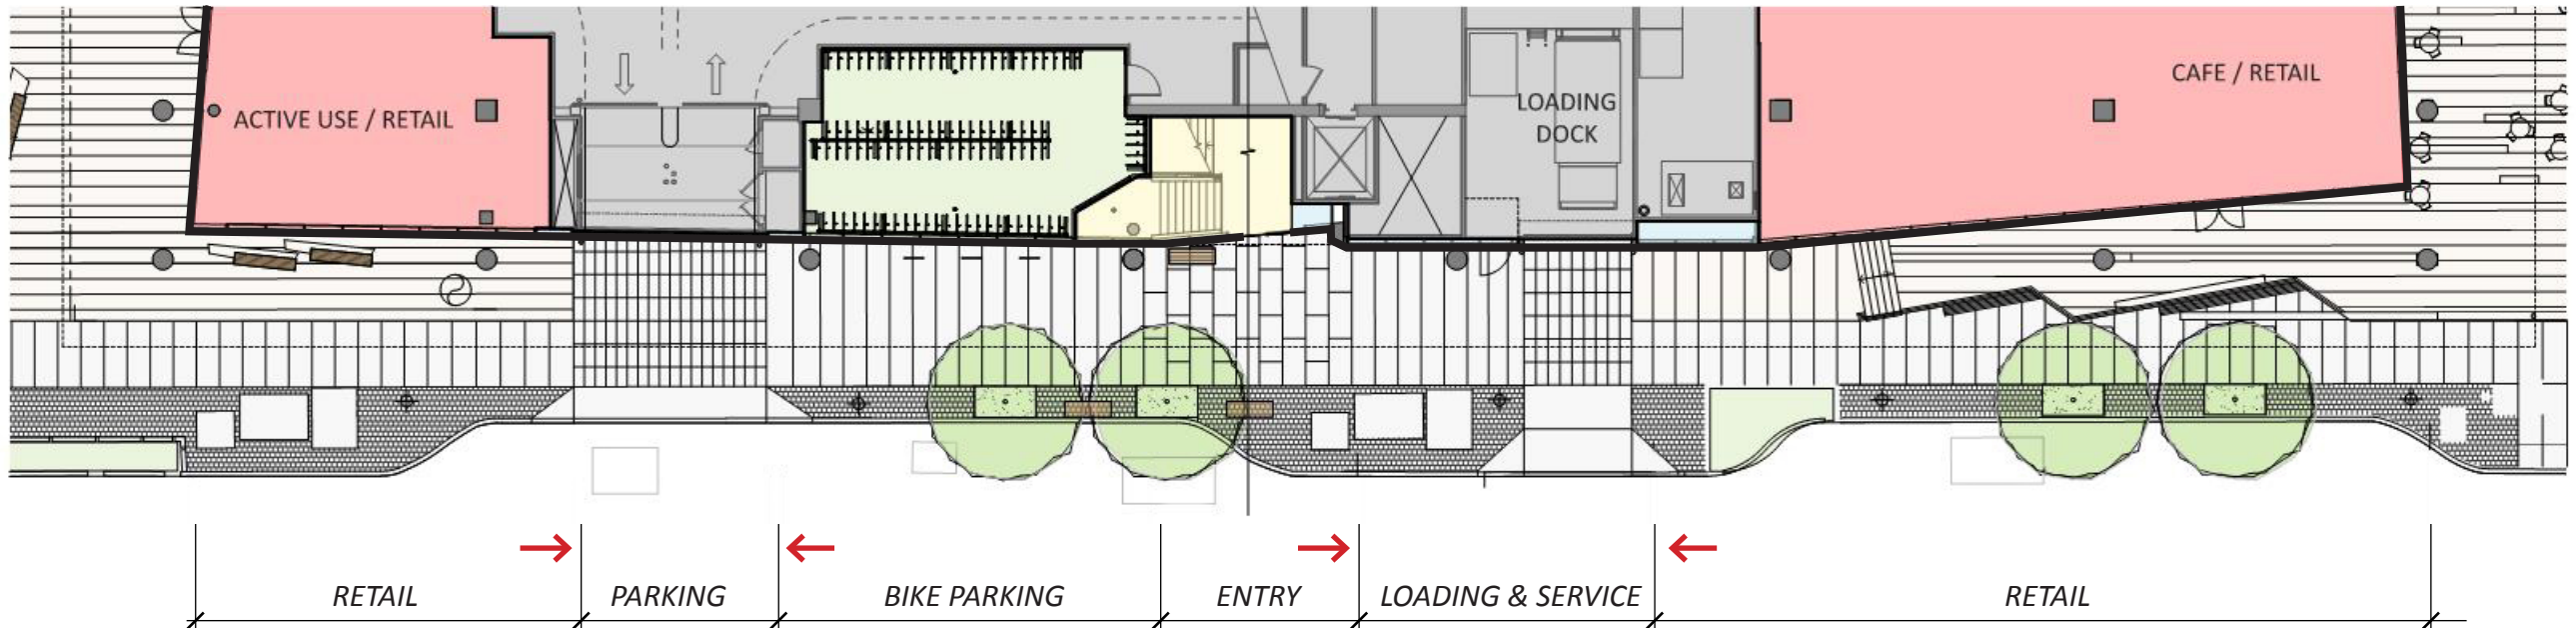 ACTIVE USE / RETAIL
LOADING
DOCK
CAFE / RETAIL
RETAIL
PARKING
BIKE PARKING
ENTRY
LOADING & SERVICE
RETAIL